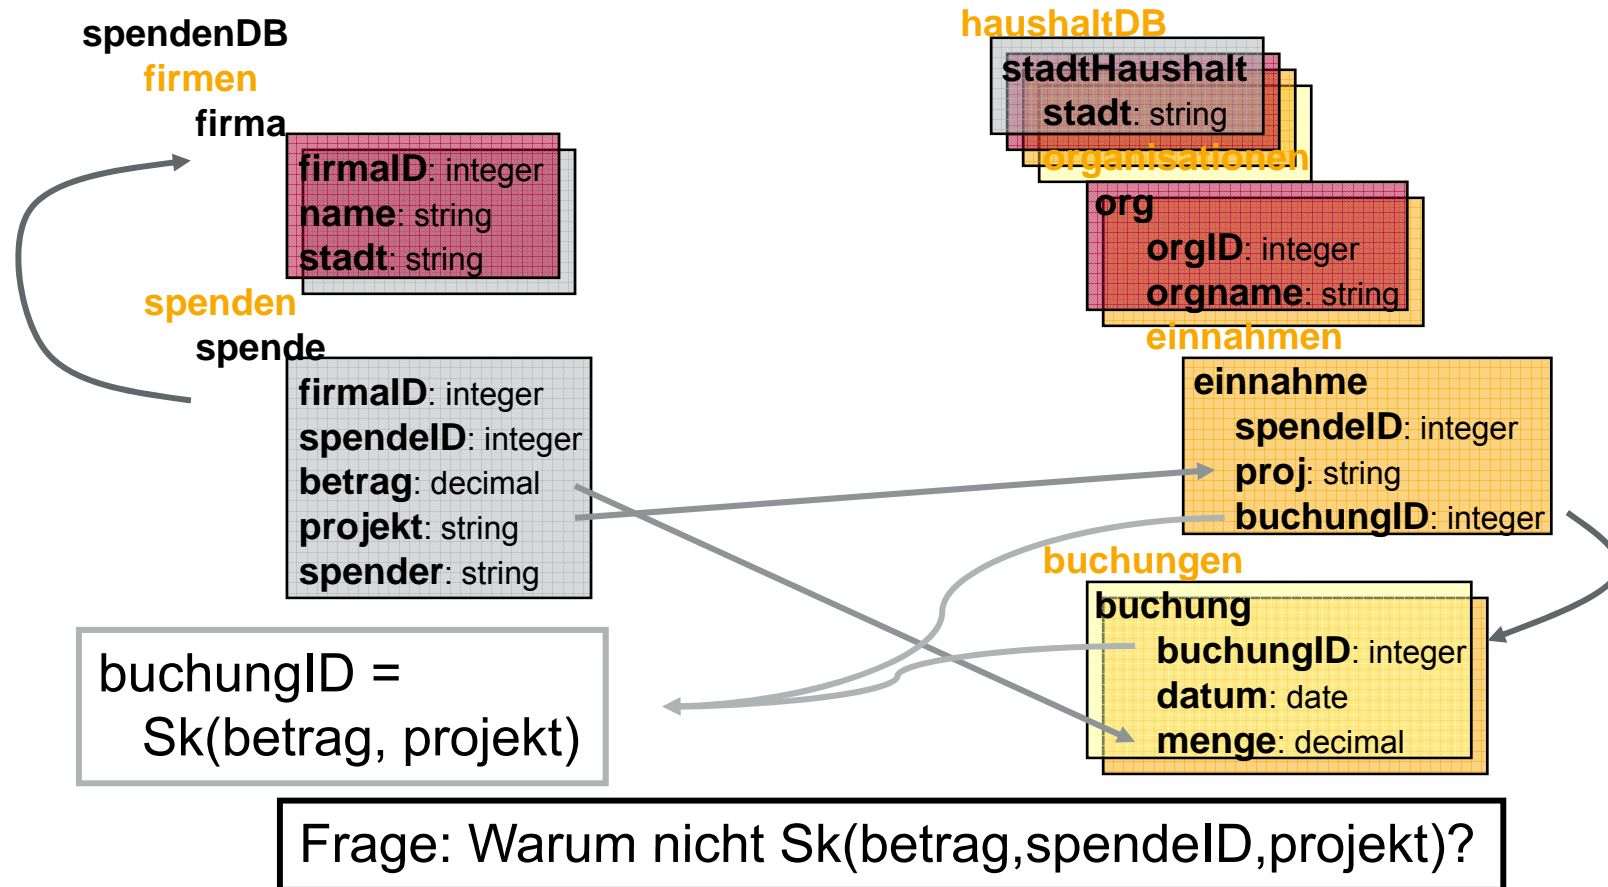 spendenDB
firmen
firma
firmaID: integer
name: string
stadt: string
spenden
spende
firmaID: integer
spendeID: integer
betrag: decimal
projekt: string
spender: string
buchungID =
Sk(betrag, projekt)
haushaltDB
stadtHaushalt
stadt: string
organisationen
org
orgID: integer
orgname: string
einnahmen
einnahme
spendeID: integer
proj: string
buchungID: integer
buchungen
buchung
buchungID: integer
datum: date
menge: decimal
Frage: Warum nicht Sk(betrag,spendeID,projekt)?